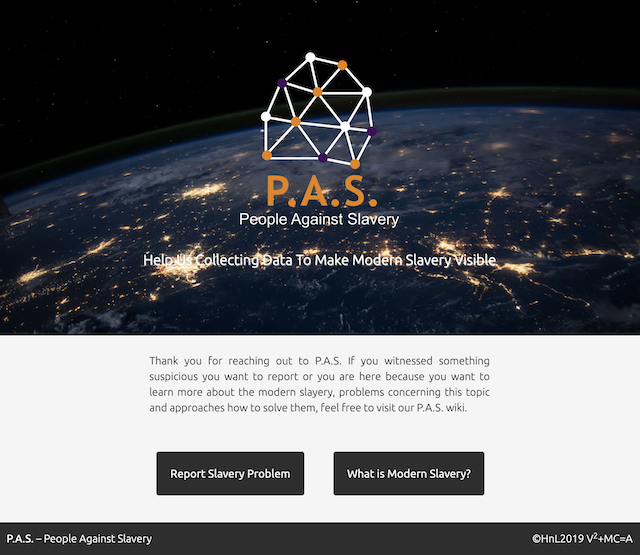 P.A.S.
People Against Slavery
Help Us Collecting Data To Make Modern Slavery Visible
Thank you for reaching out to P.A.S. If you witnessed something
suspicious you want to report or you are here because you want to
learn more about the modern slayery, problems concerning this topic
and approaches how to solve them, feel free to visit our P.A.S. wiki.
Report Slavery Problem
What is Modern Slavery?
P.A.S. – People Against Slavery
©HnL2019 V²+MC=A